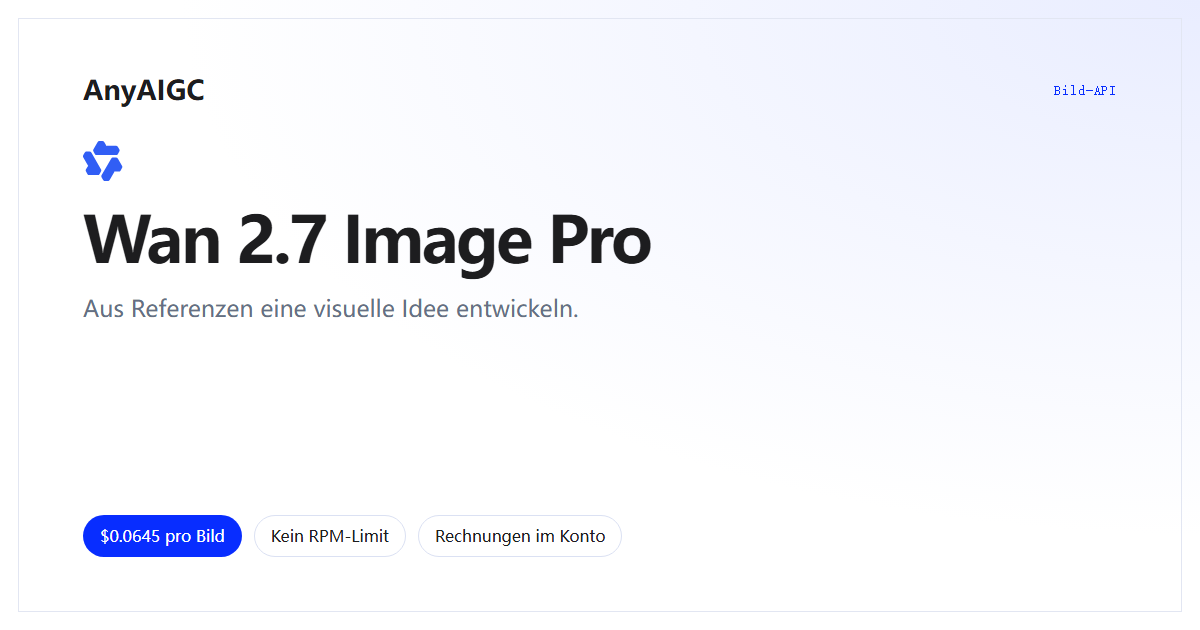 AnyAIGC
Bild-API
Wan 2.7 Image Pro
Aus Referenzen eine visuelle Idee entwickeln.
$0.0645 pro Bild
Kein RPM-Limit
Rechnungen im Konto